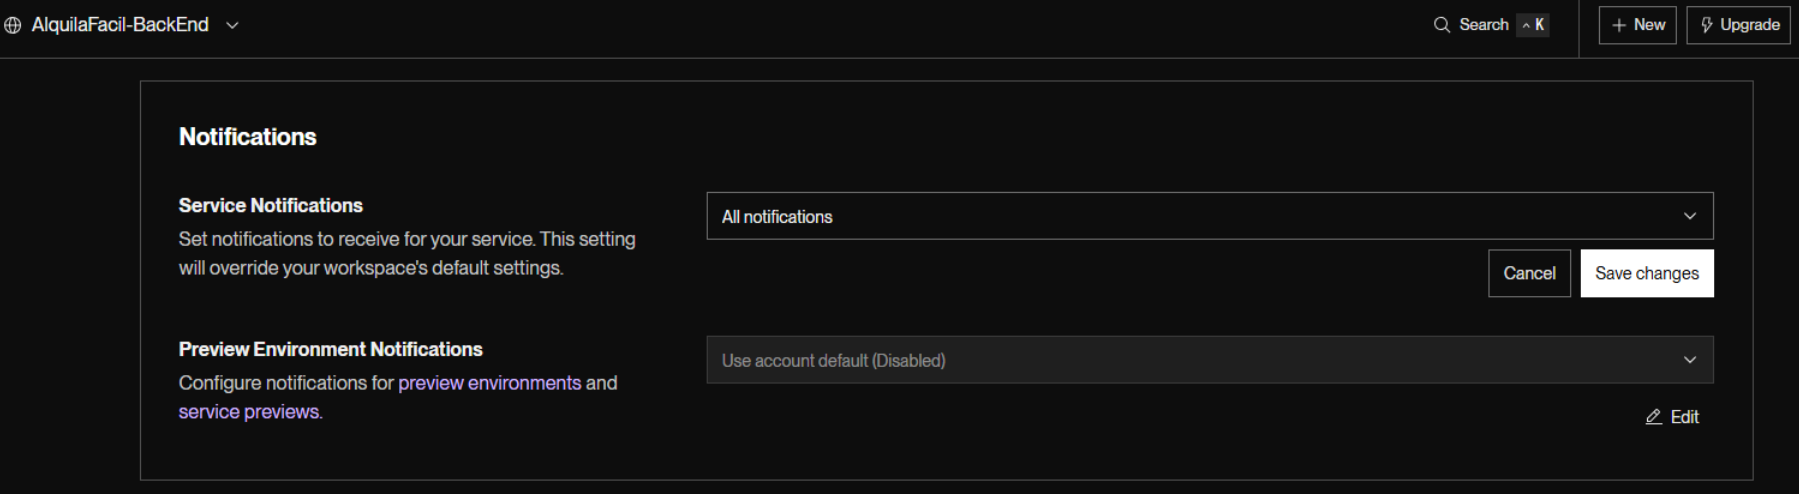 AlquilaFacil-BackEnd
Search ^ K
+ New
Upgrade
Notifications
Service Notifications
Set notifications to receive for your service. This setting
will override your workspace's default settings.
All notifications
Cancel
Save changes
Preview Environment Notifications
Configure notifications for preview environments and
service previews.
Use account default (Disabled)
Edit